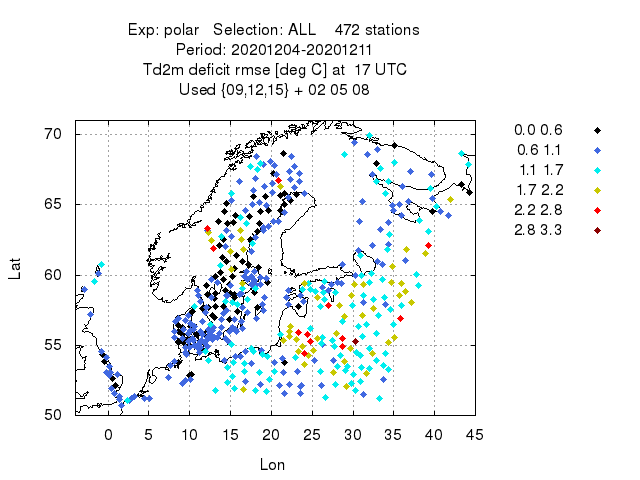 Exp: polar Selection: ALL 472 stations
Period: 20201204-20201211
Td2m deficit rmse [deg C] at 17 UTC
Used {09,12,15} + 02 05 08
0.0 0.6
0.6 1.1
1.1 1.7
1.7 2.2
2.2 2.8
2.8 3.3
70
65
60
55
50
Lat
0 5 10 15 20 25 30 35 40 45
Lon